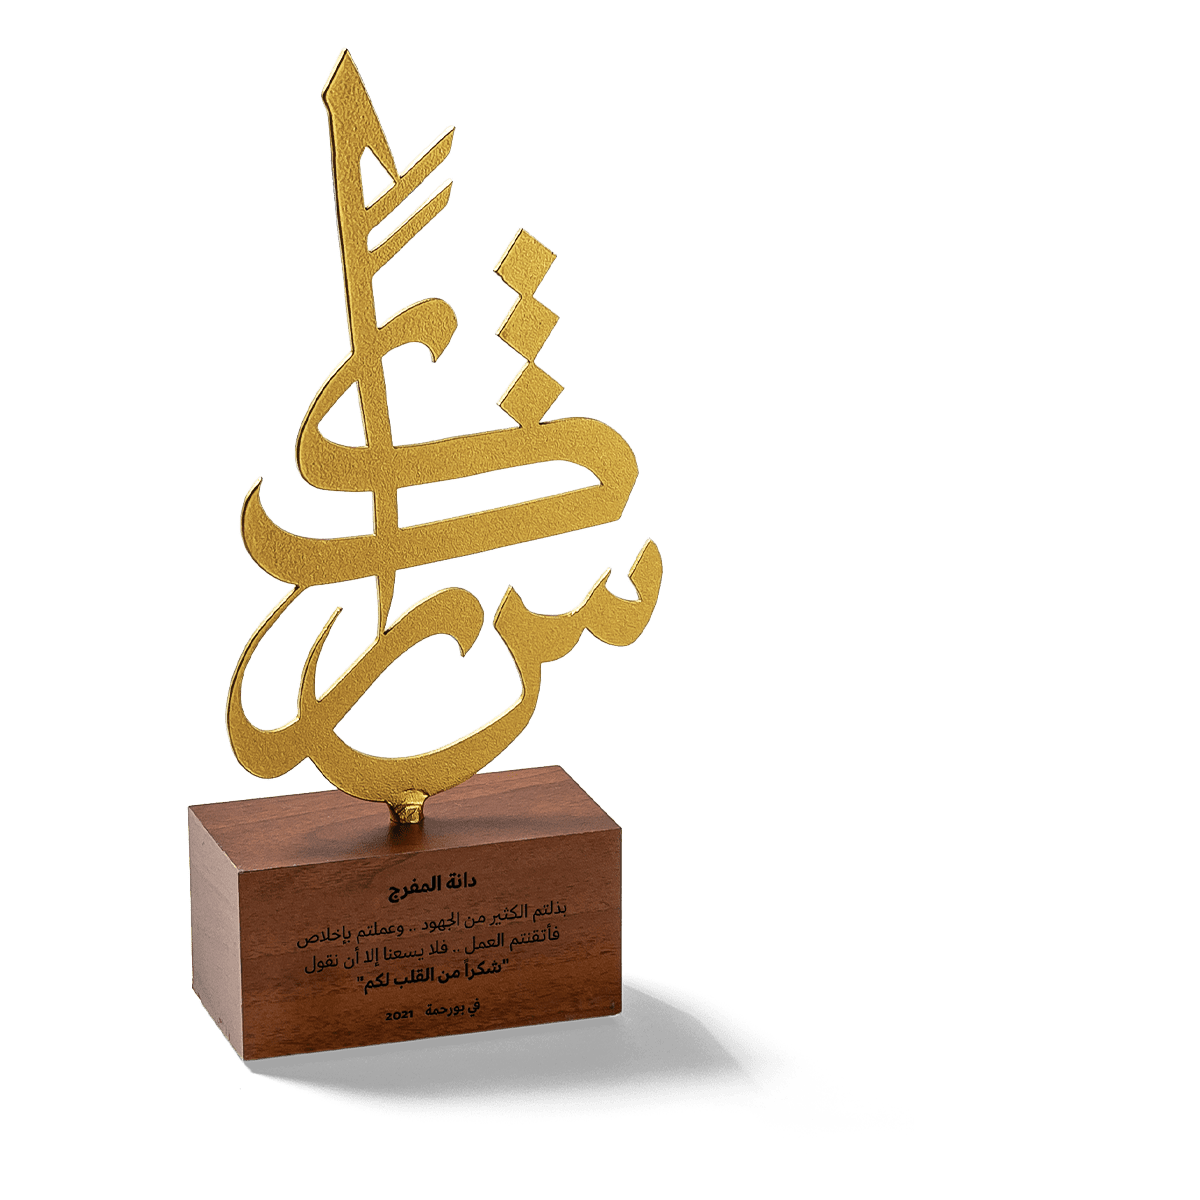 شكراً
دانة المفرج
بذلتم الكثير من الجهود .. وعملتم بإخلاص
فأتقنتم العمل .. فلا يسعنا إلا أن نقول
"شكراً من القلب لكم"
في بورحمة 2021